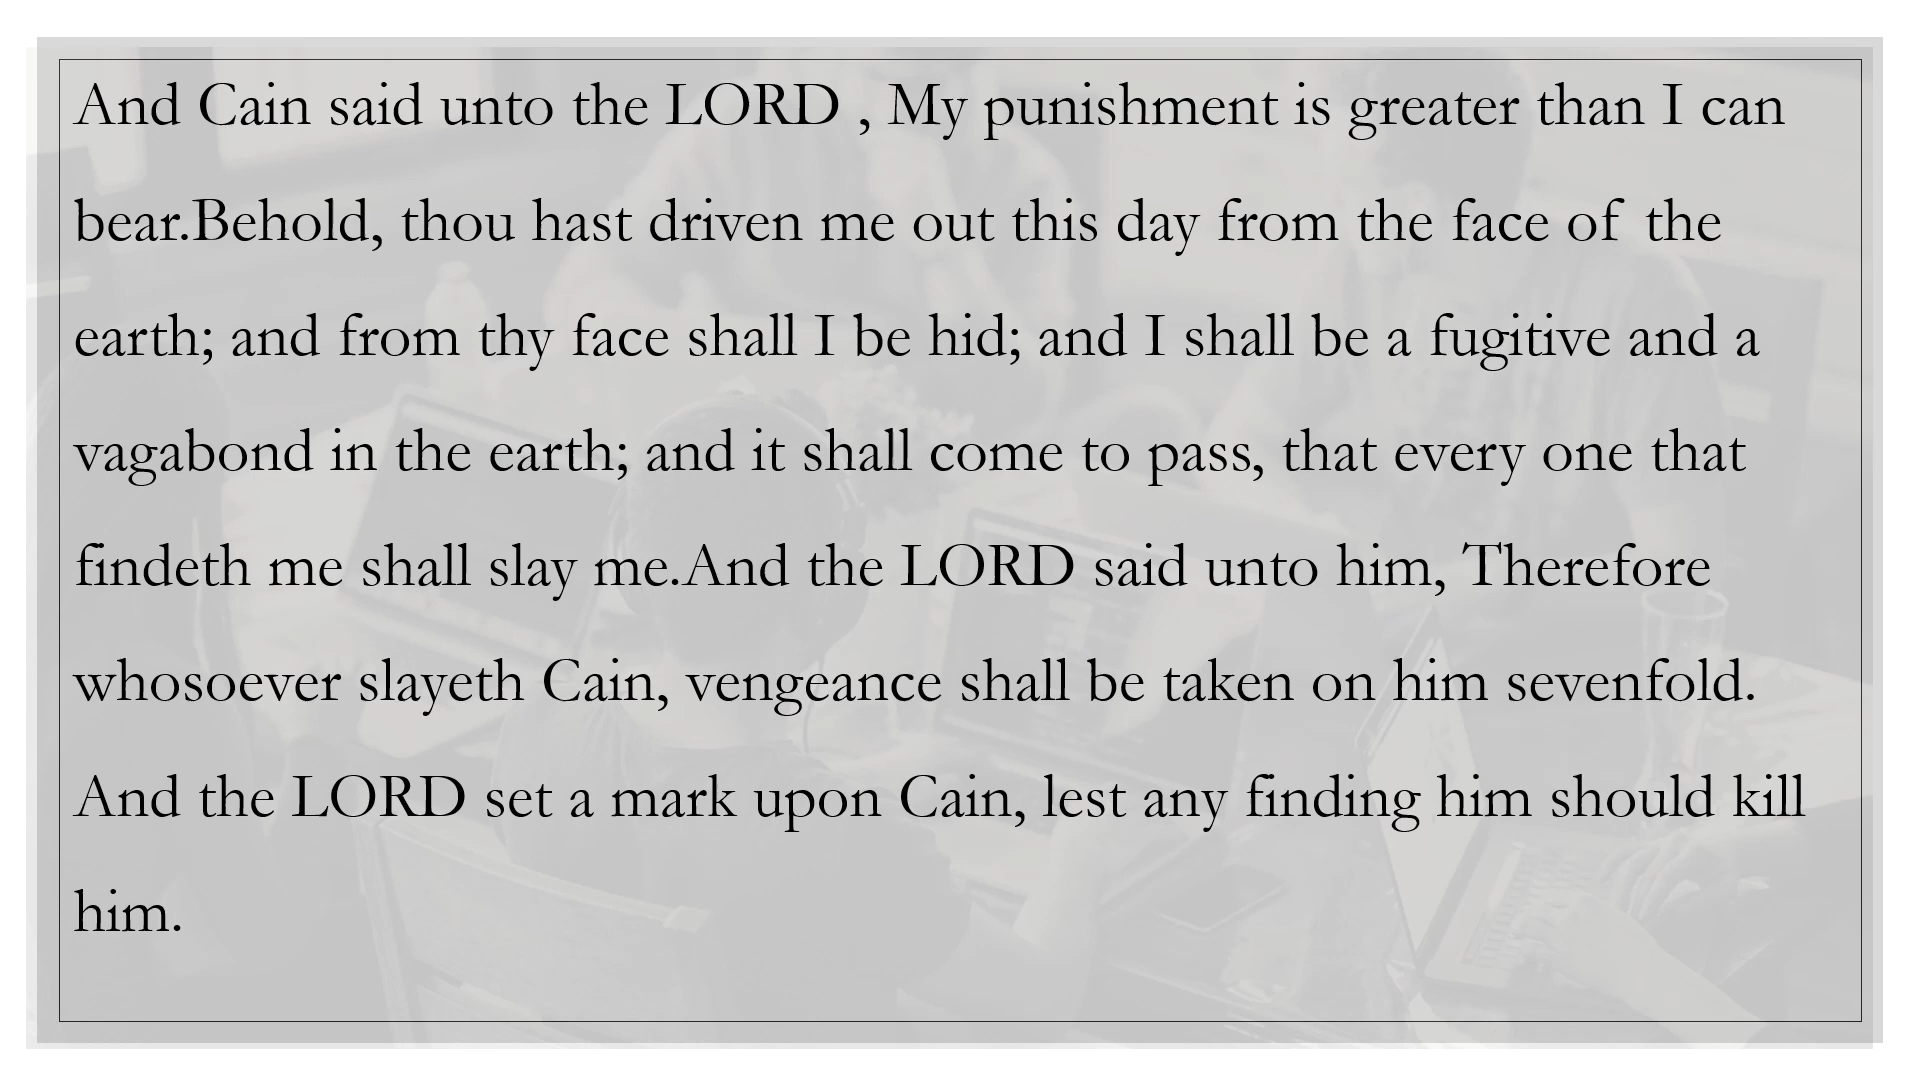 And Cain said unto the LORD , My punishment is greater than I can
bear.Behold, thou hast driven me out this day from the face of the
earth; and from thy face shall I be hid; and I shall be a fugitive and a
vagabond in the earth; and it shall come to pass, that every one that
findeth me shall slay me.And the LORD said unto him, Therefore
whosoever slayeth Cain, vengeance shall be taken on him sevenfold.
And the LORD set a mark upon Cain, lest any finding him should kill
him.